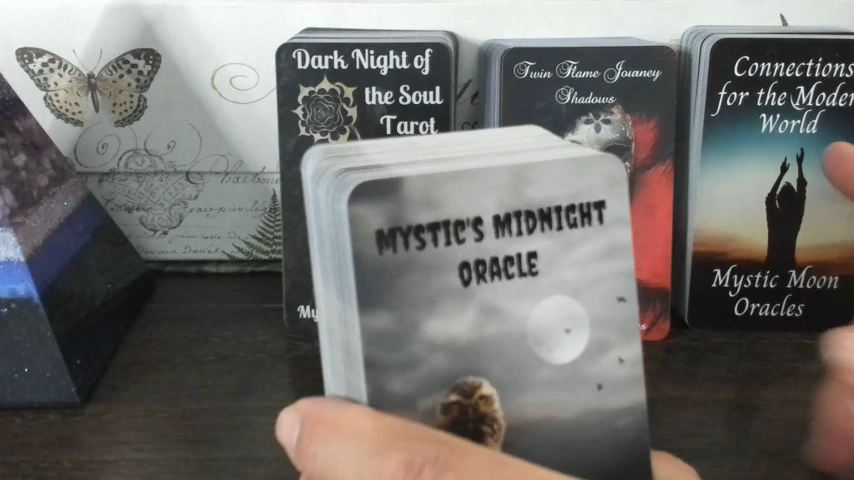 Dark Night of
the Soul
Tarot
My
Twin Flame Journey
Shadows
Connections
for the Moder
World
Mystic Moon
Oracles
MYSTIC'S MIDNIGHT
ORACLE